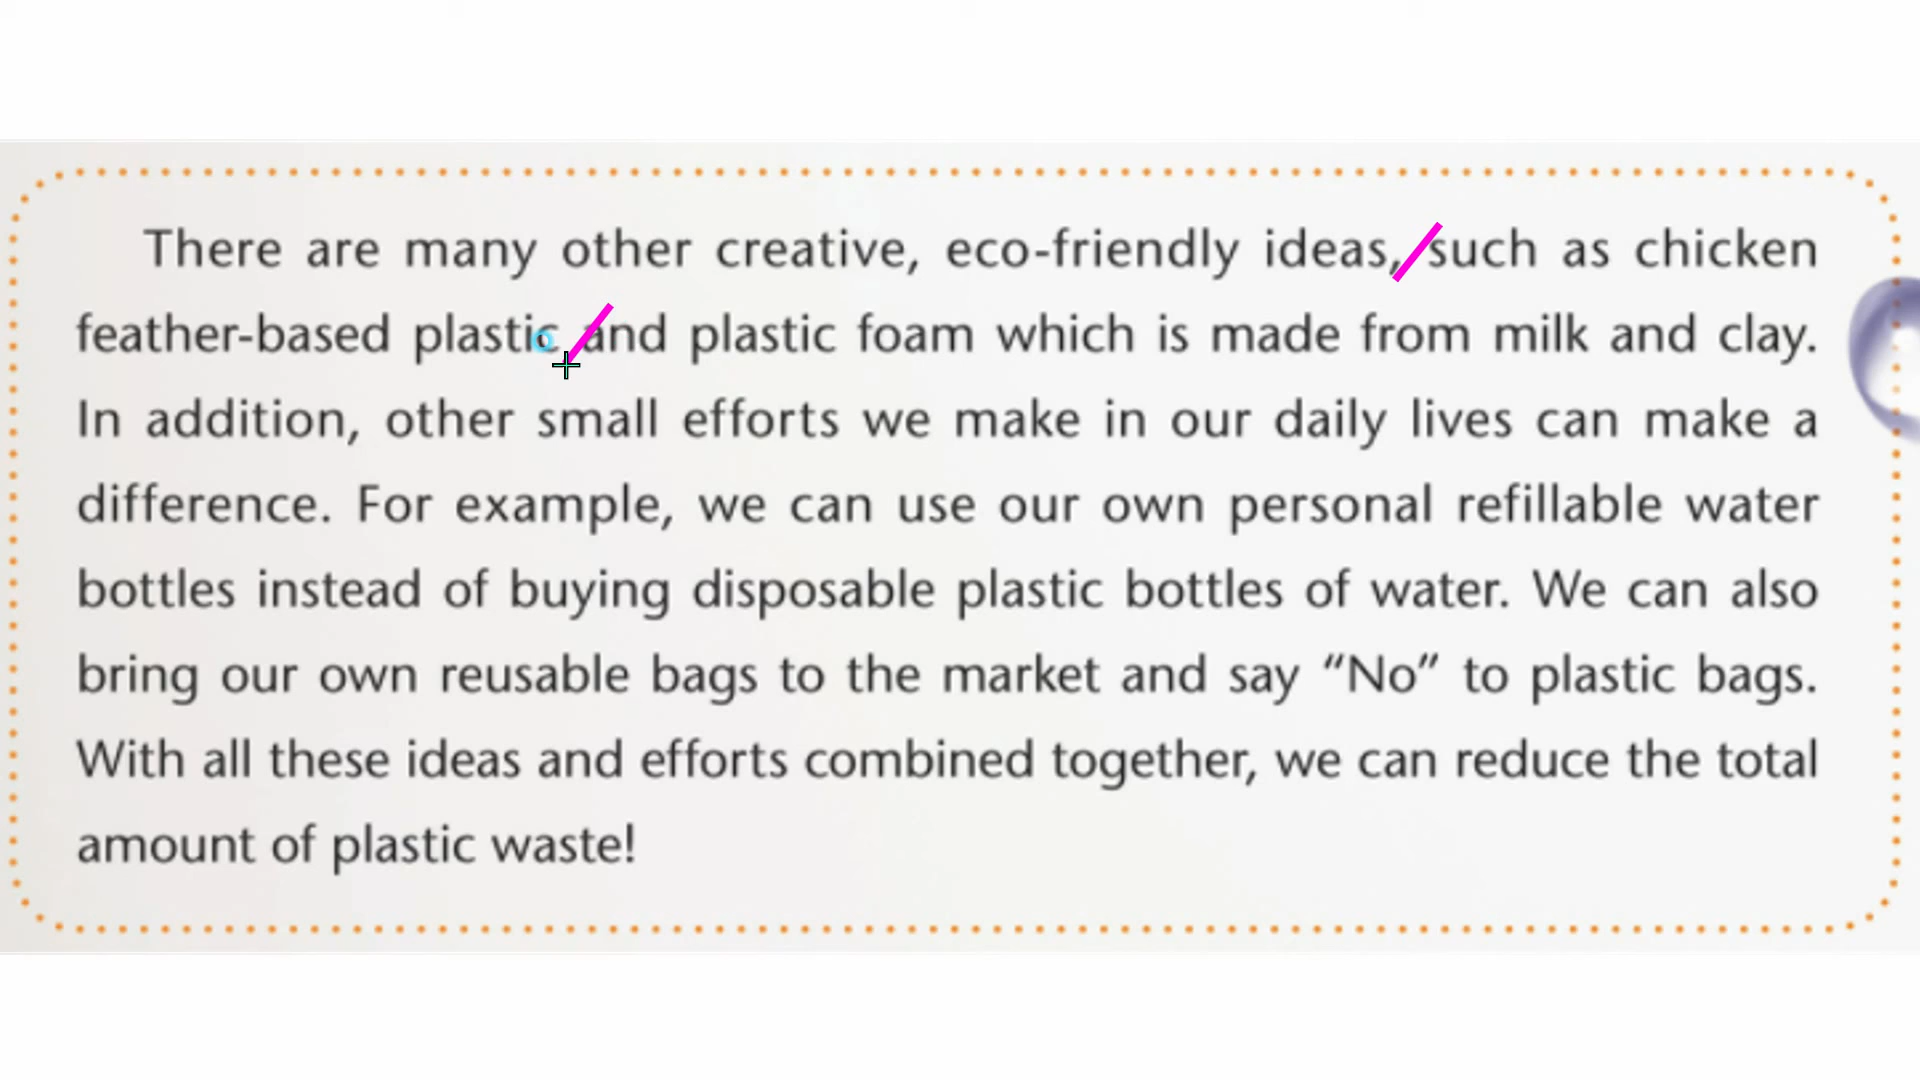 There are many other creative, eco-friendly ideas, such as chicken
feather-based plastic and plastic foam which is made from milk and clay.
In addition, other small efforts we make in our daily lives can make a
difference. For example, we can use our own personal refillable water
bottles instead of buying disposable plastic bottles of water. We can also
bring our own reusable bags to the market and say “No” to plastic bags.
With all these ideas and efforts combined together, we can reduce the total
amount of plastic waste!